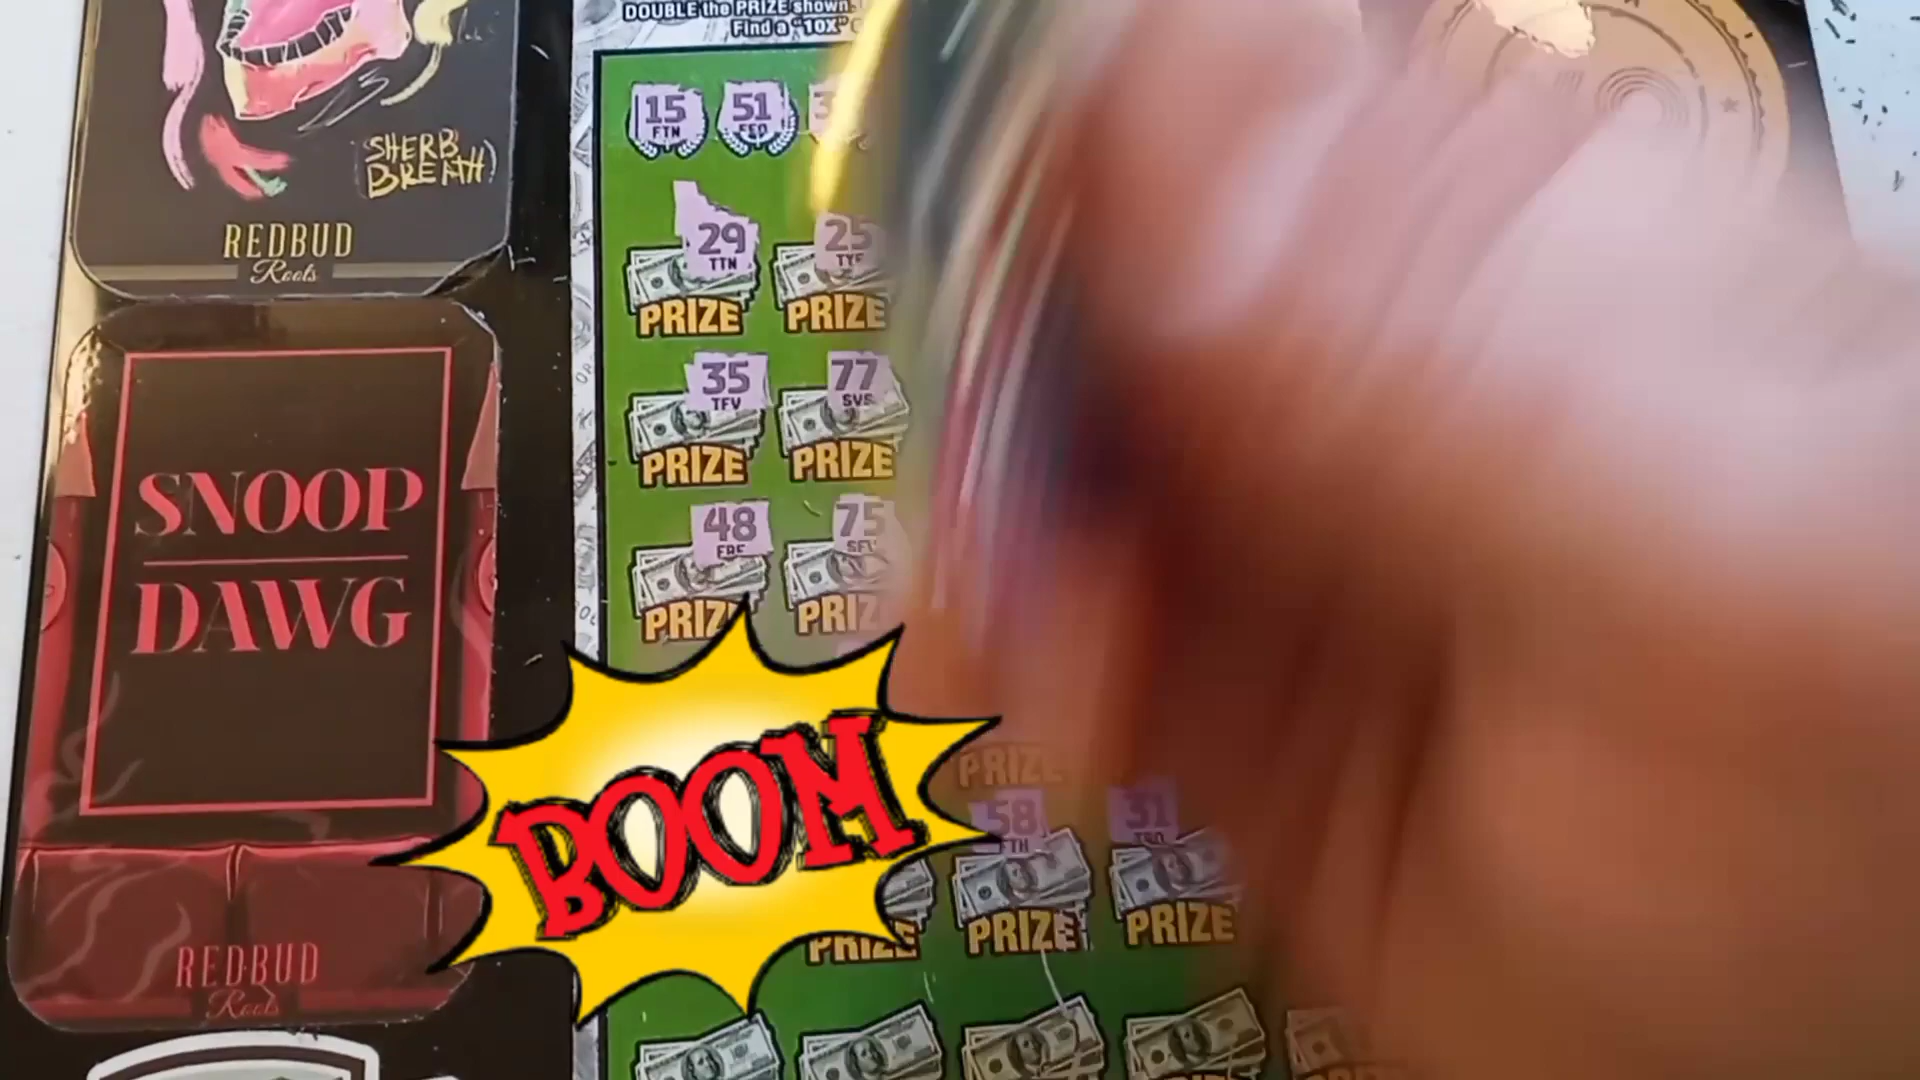 DOUBLE the PRIZE shown.
Find a "10X"
15 51
FTN
29 25
TTN TYF
PRIZE PRIZE
35 77
TFV SVS
PRIZE PRIZE
48 75
PRIZE
58 31
FTH
PRIZE PRIZE PRIZE
BOOM
SHERB
BREATH)
REDBUD
Roots
SNOOP
DAWG
REDBUD
Roots